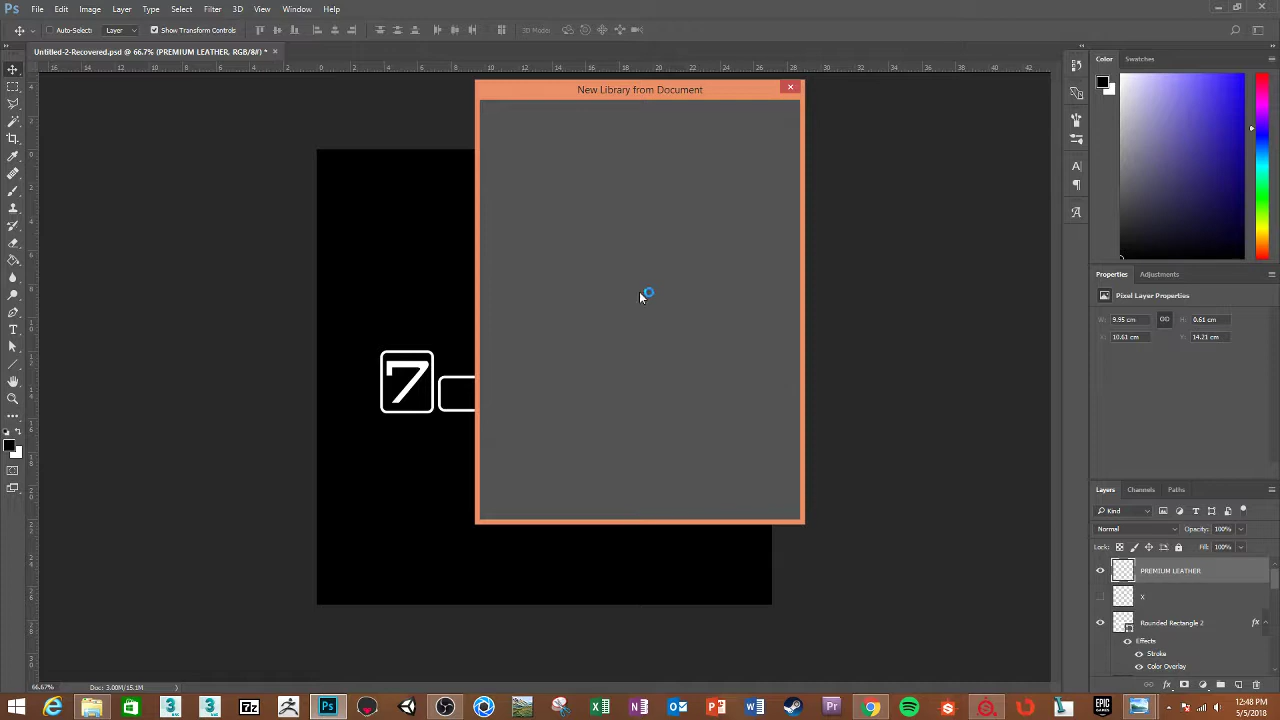 Ps File Edit Image Layer Type Select Filter 3D View Window Help
Auto-Select: Layer Show Transform Controls 3D Mode:
Untitled-2-Recovered.psd @ 66.7% (PREMIUM LEATHER, RGB/8#) *
New Library from Document
7
Color Swatches
Properties Adjustments
Pixel Layer Properties
W: 9.95 cm H: 0.61 cm
X: 10.61 cm Y: 14.21 cm
Layers Channels Paths
Kind
Normal Opacity: 100%
Lock: Fill: 100%
PREMIUM LEATHER
X
Rounded Rectangle 2 fx
Effects
Stroke
Color Overlay
66.67% Doc: 3.00M/15.1M
12:48 PM
5/5/2018